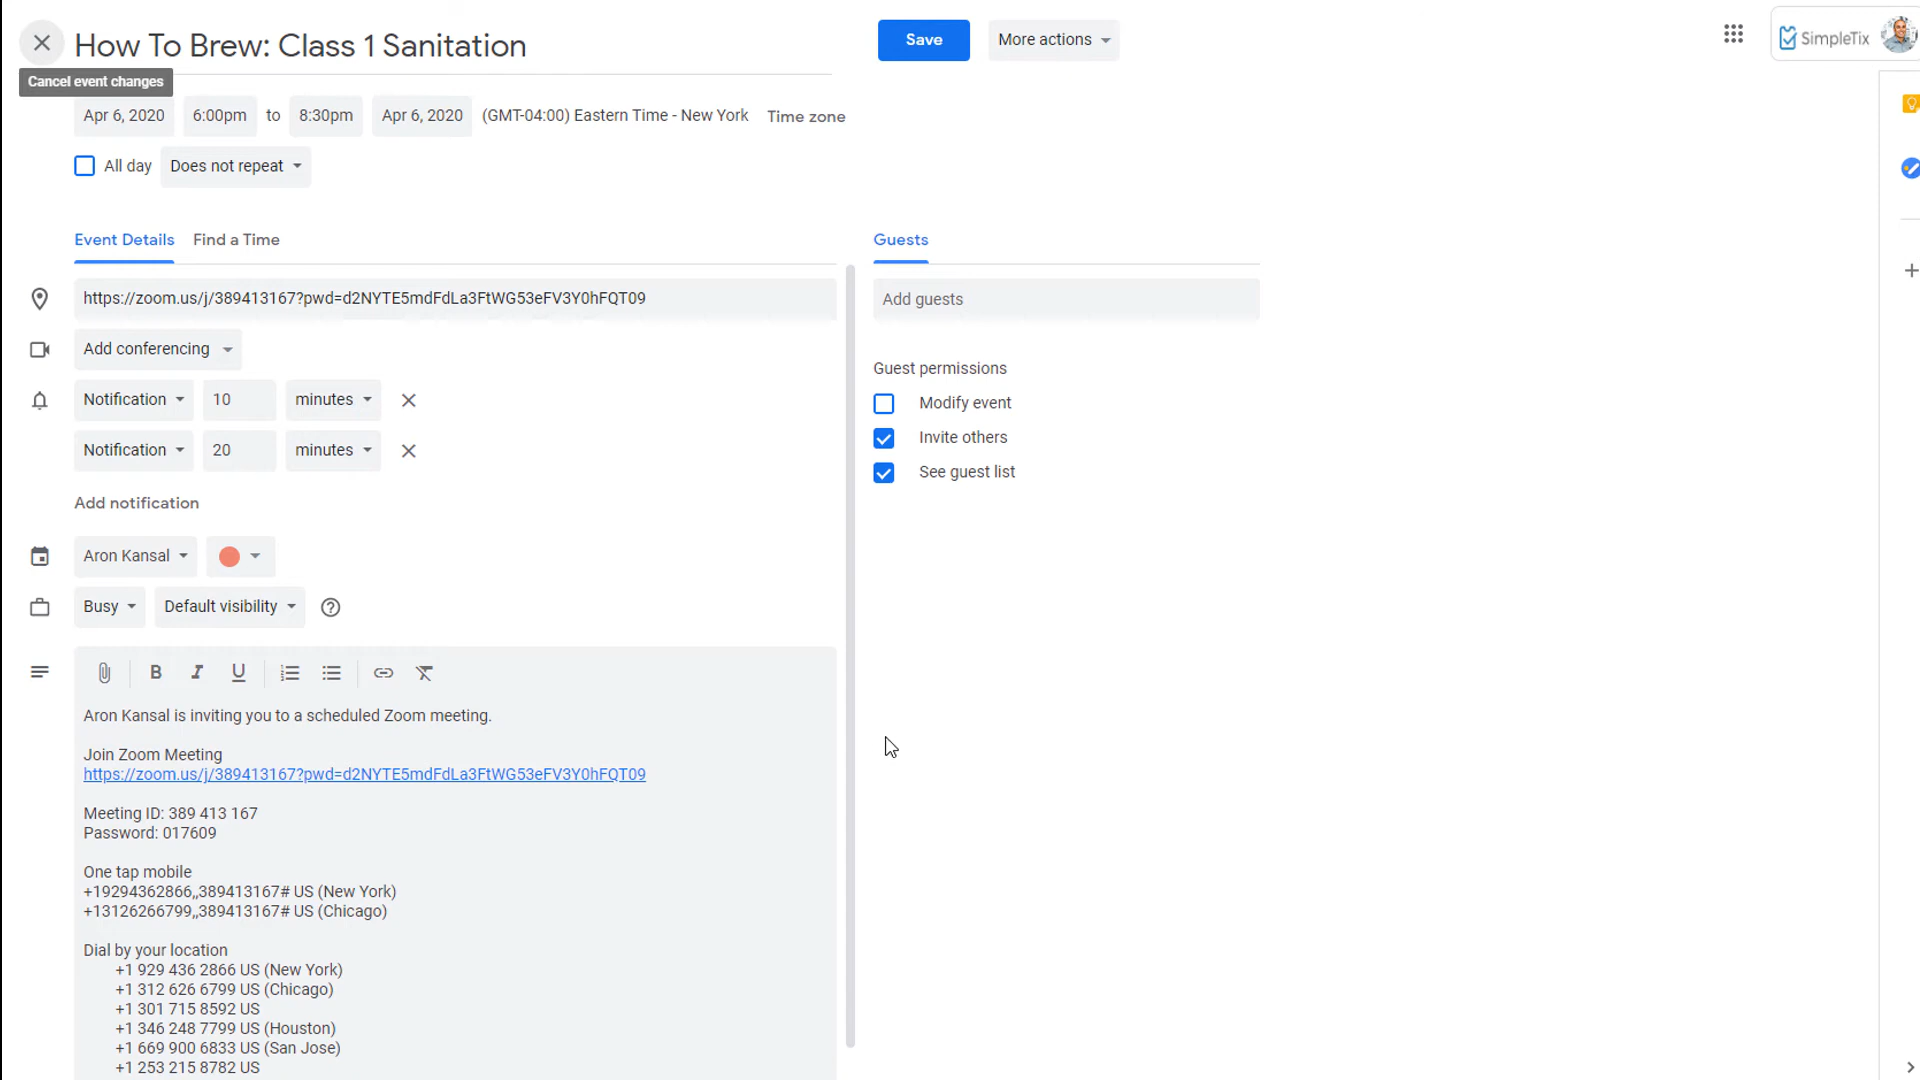 How To Brew: Class 1 Sanitation
Save
More actions
SimpleTix
Cancel event changes
Apr 6, 2020 6:00pm to 8:30pm Apr 6, 2020 (GMT-04:00) Eastern Time - New York Time zone
All day Does not repeat
Event Details Find a Time
Guests
https://zoom.us/j/389413167?pwd=d2NYTE5mdFdLa3FtWG53eFV3Y0hFQT09
Add guests
Add conferencing
Guest permissions
Notification 10 minutes
Modify event
Invite others
Notification 20 minutes
See guest list
Add notification
Aron Kansal
Busy Default visibility
B I U
Aron Kansal is inviting you to a scheduled Zoom meeting.
Join Zoom Meeting
https://zoom.us/j/389413167?pwd=d2NYTE5mdFdLa3FtWG53eFV3Y0hFQT09
Meeting ID: 389 413 167
Password: 017609
One tap mobile
+19294362866,,389413167# US (New York)
+13126266799,,389413167# US (Chicago)
Dial by your location
+1 929 436 2866 US (New York)
+1 312 626 6799 US (Chicago)
+1 301 715 8592 US
+1 346 248 7799 US (Houston)
+1 669 900 6833 US (San Jose)
+1 253 215 8782 US